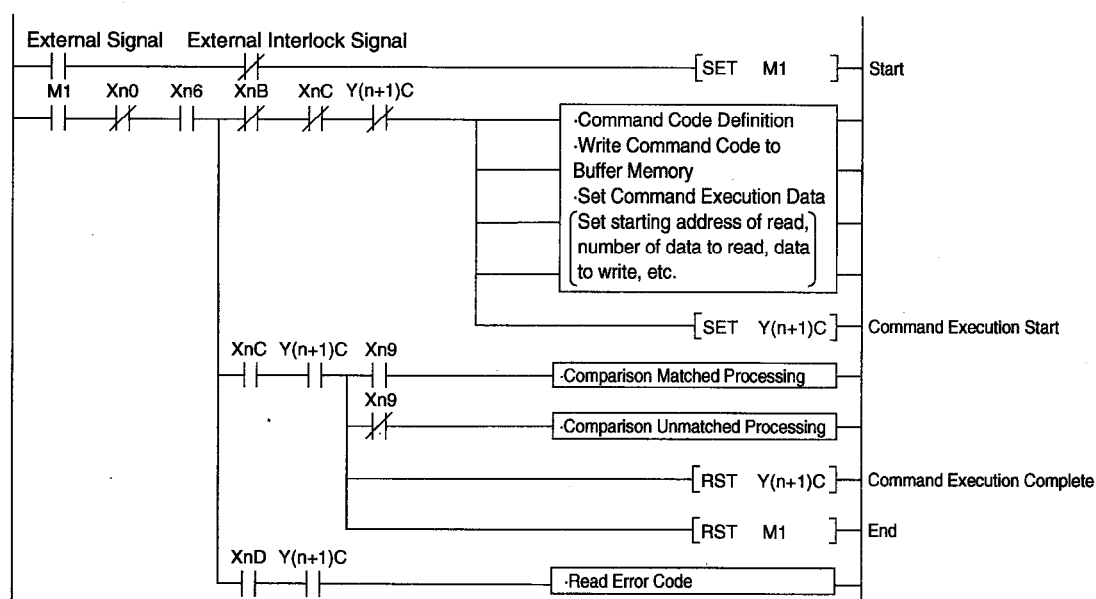 External Signal External Interlock Signal
SET M1 Start
M1 Xn0 Xn6 XnB XnC Y(n+1)C
·Command Code Definition
·Write Command Code to
Buffer Memory
·Set Command Execution Data
(Set starting address of read,
number of data to read, data
to write, etc.)
SET Y(n+1)C Command Execution Start
XnC Y(n+1)C Xn9
·Comparison Matched Processing
Xn9
·Comparison Unmatched Processing
RST Y(n+1)C Command Execution Complete
RST M1 End
XnD Y(n+1)C
·Read Error Code